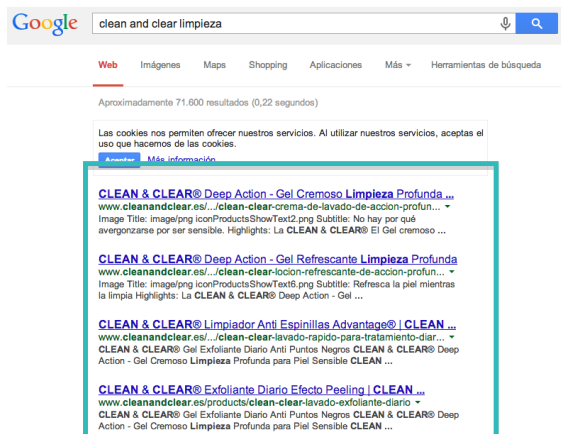 Google clean and clear limpieza
Web Imágenes Maps Shopping Aplicaciones Más Herramientas de búsqueda
Aproximadamente 71.600 resultados (0,22 segundos)
Las cookies nos permiten ofrecer nuestros servicios. Al utilizar nuestros servicios, aceptas el
uso que hacemos de las cookies.
Aceptar Más información
CLEAN & CLEAR® Deep Action - Gel Cremoso Limpieza Profunda ...
www.cleanandclear.es/.../clean-clear-crema-de-lavado-de-accion-profun...
Image Title: image/png iconProductsShowText2.png Subtitle: No hay por qué
avergonzarse por ser sensible. Highlights: La CLEAN & CLEAR® El Gel cremoso ...
CLEAN & CLEAR® Deep Action - Gel Refrescante Limpieza Profunda
www.cleanandclear.es/.../clean-clear-locion-refrescante-de-accion-profun...
Image Title: image/png iconProductsShowText6.png Subtitle: Refresca la piel mientras
la limpia Highlights: La CLEAN & CLEAR® Deep Action - Gel ...
CLEAN & CLEAR® Limpiador Anti Espinillas Advantage® | CLEAN ...
www.cleanandclear.es/.../clean-clear-lavado-rapido-para-tratamiento-diar...
CLEAN & CLEAR® Gel Exfoliante Diario Anti Puntos Negros CLEAN & CLEAR® Deep
Action - Gel Cremoso Limpieza Profunda para Piel Sensible CLEAN ...
CLEAN & CLEAR® Exfoliante Diario Efecto Peeling | CLEAN ...
www.cleanandclear.es/products/clean-clear-lavado-exfoliante-diario
CLEAN & CLEAR® Gel Exfoliante Diario Anti Puntos Negros CLEAN & CLEAR® Deep
Action - Gel Cremoso Limpieza Profunda para Piel Sensible CLEAN ...